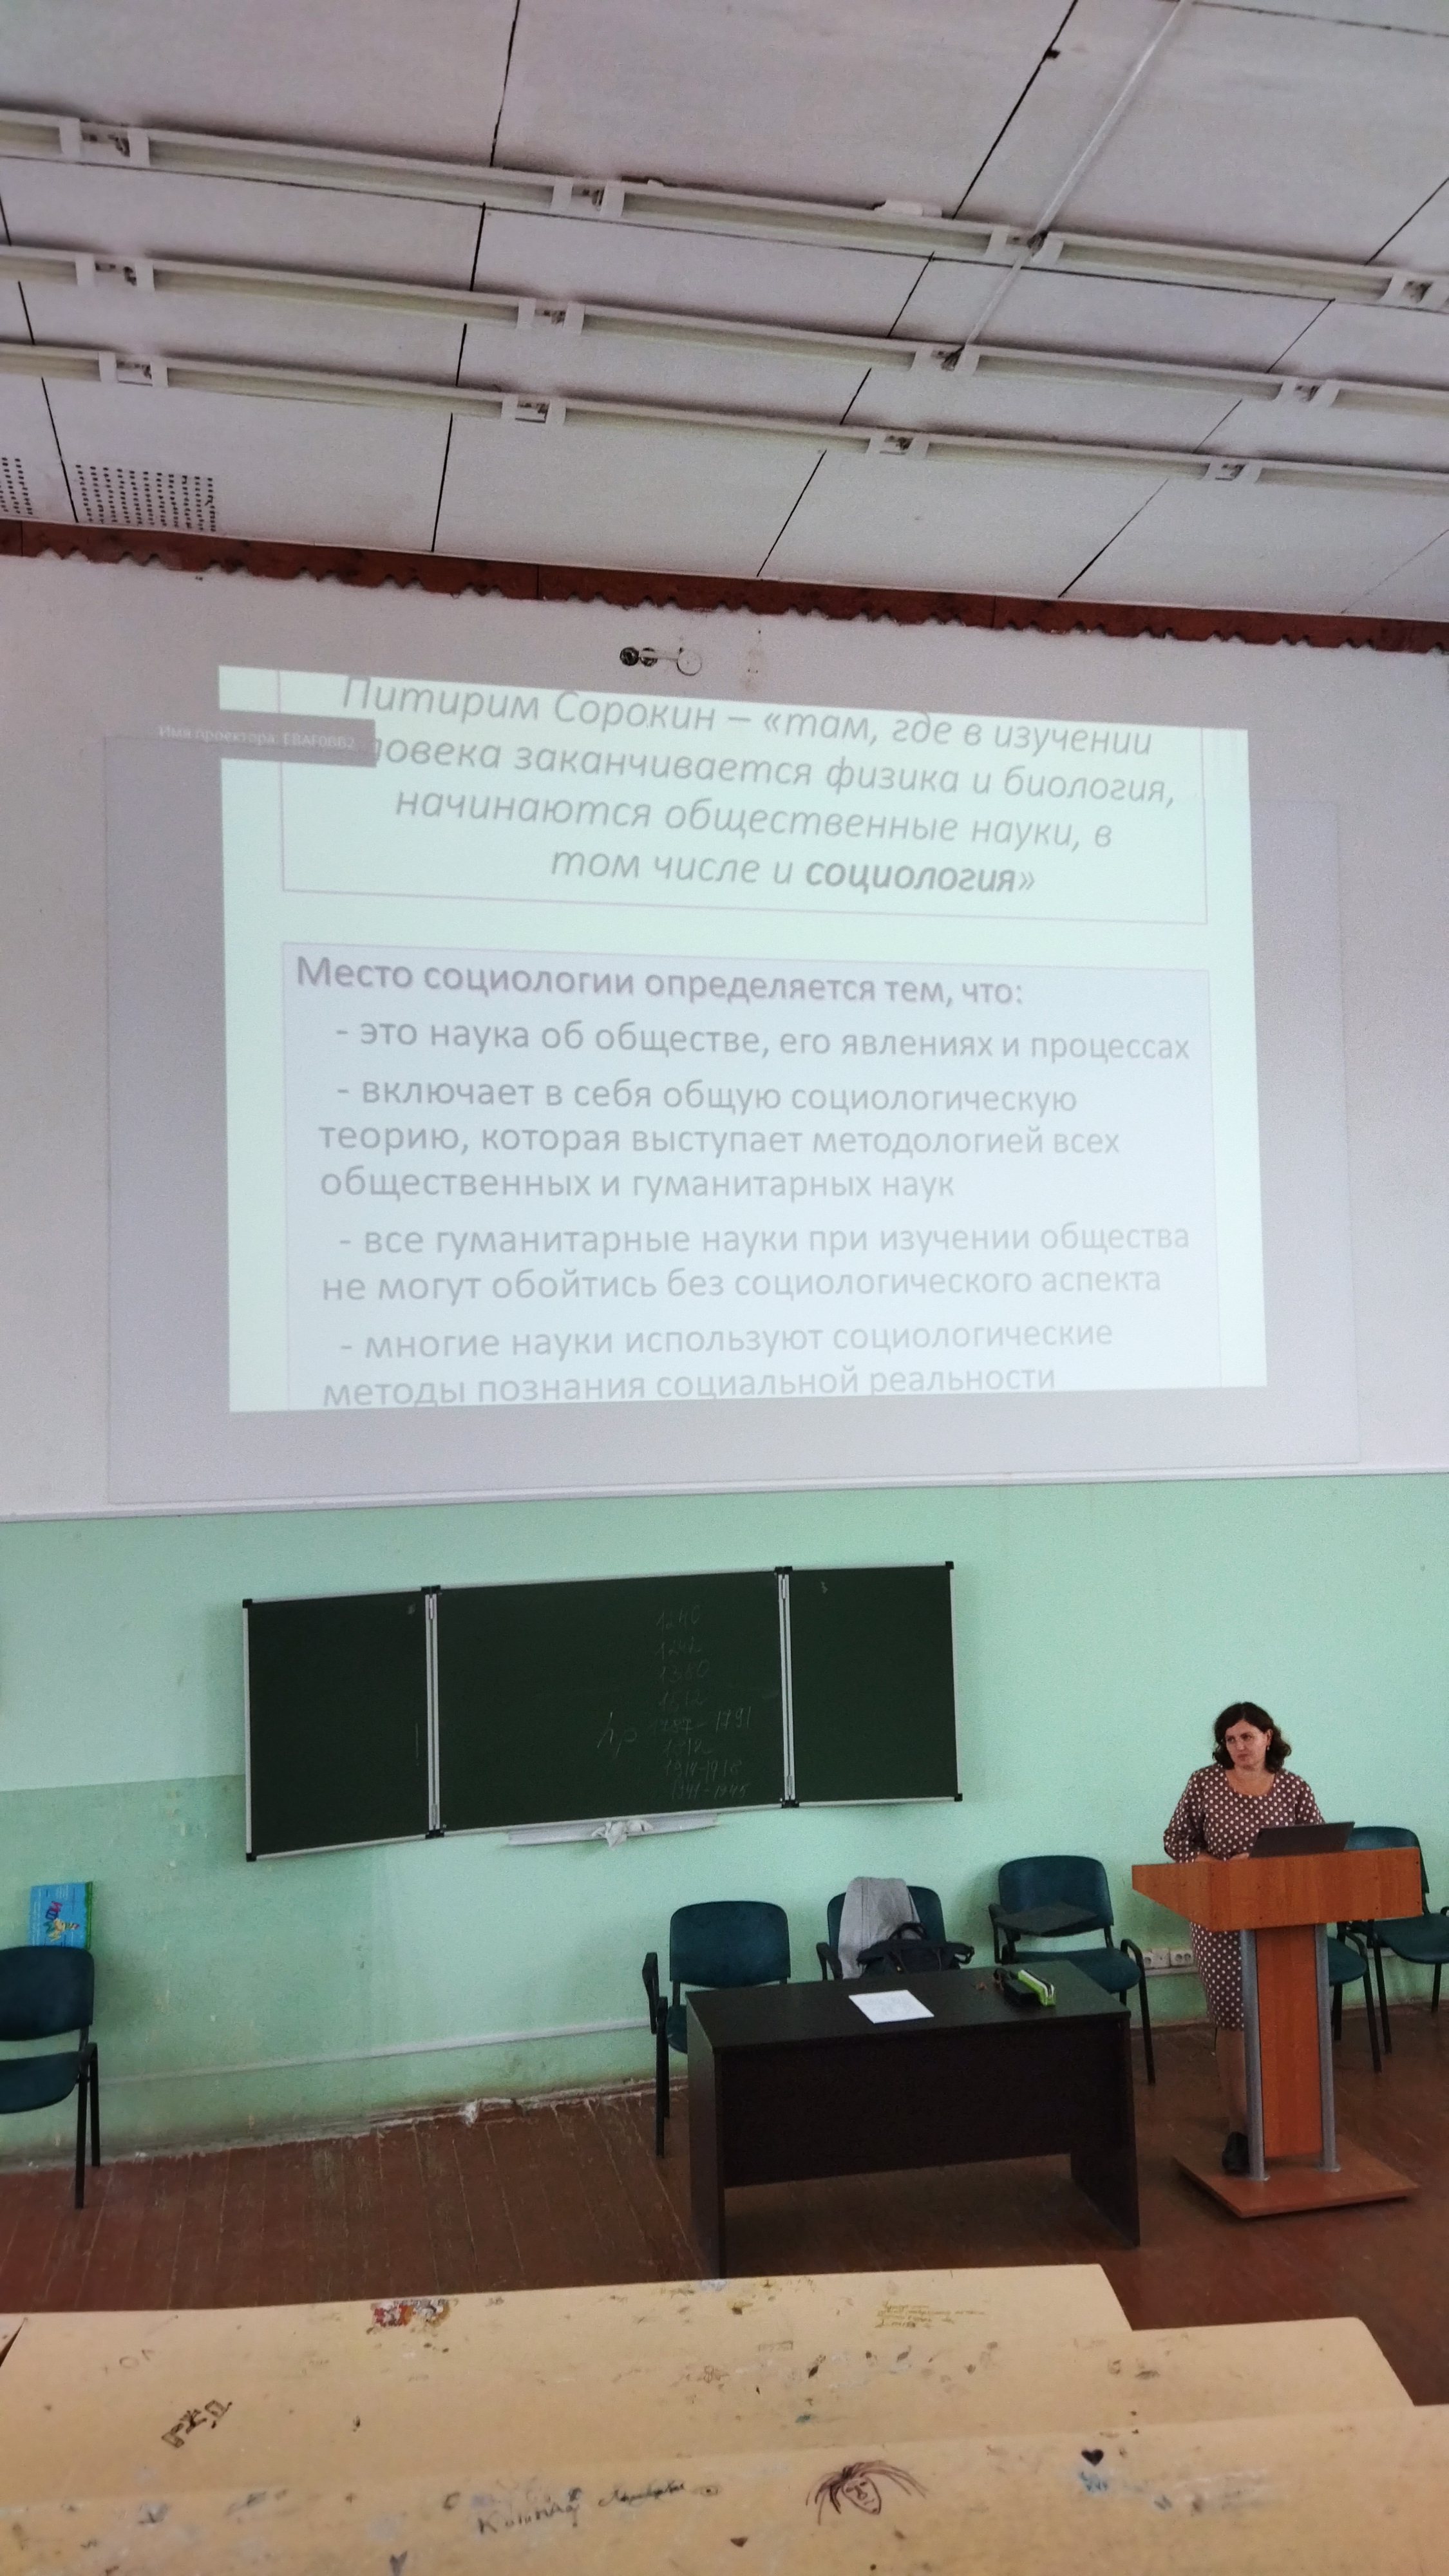 Питирим Сорокин – «там, где в изучении
Имя проектора: EBAF0BB2
ловека заканчивается физика и биология,
начинаются общественные науки, в
том числе и социология»
Место социологии определяется тем, что:
- это наука об обществе, его явлениях и процессах
- включает в себя общую социологическую
теорию, которая выступает методологией всех
общественных и гуманитарных наук
- все гуманитарные науки при изучении общества
не могут обойтись без социологического аспекта
- многие науки используют социологические
методы познания социальной реальности
1240
1242
1380
1612
1787-1791
1812
1914-1918
1941-1945